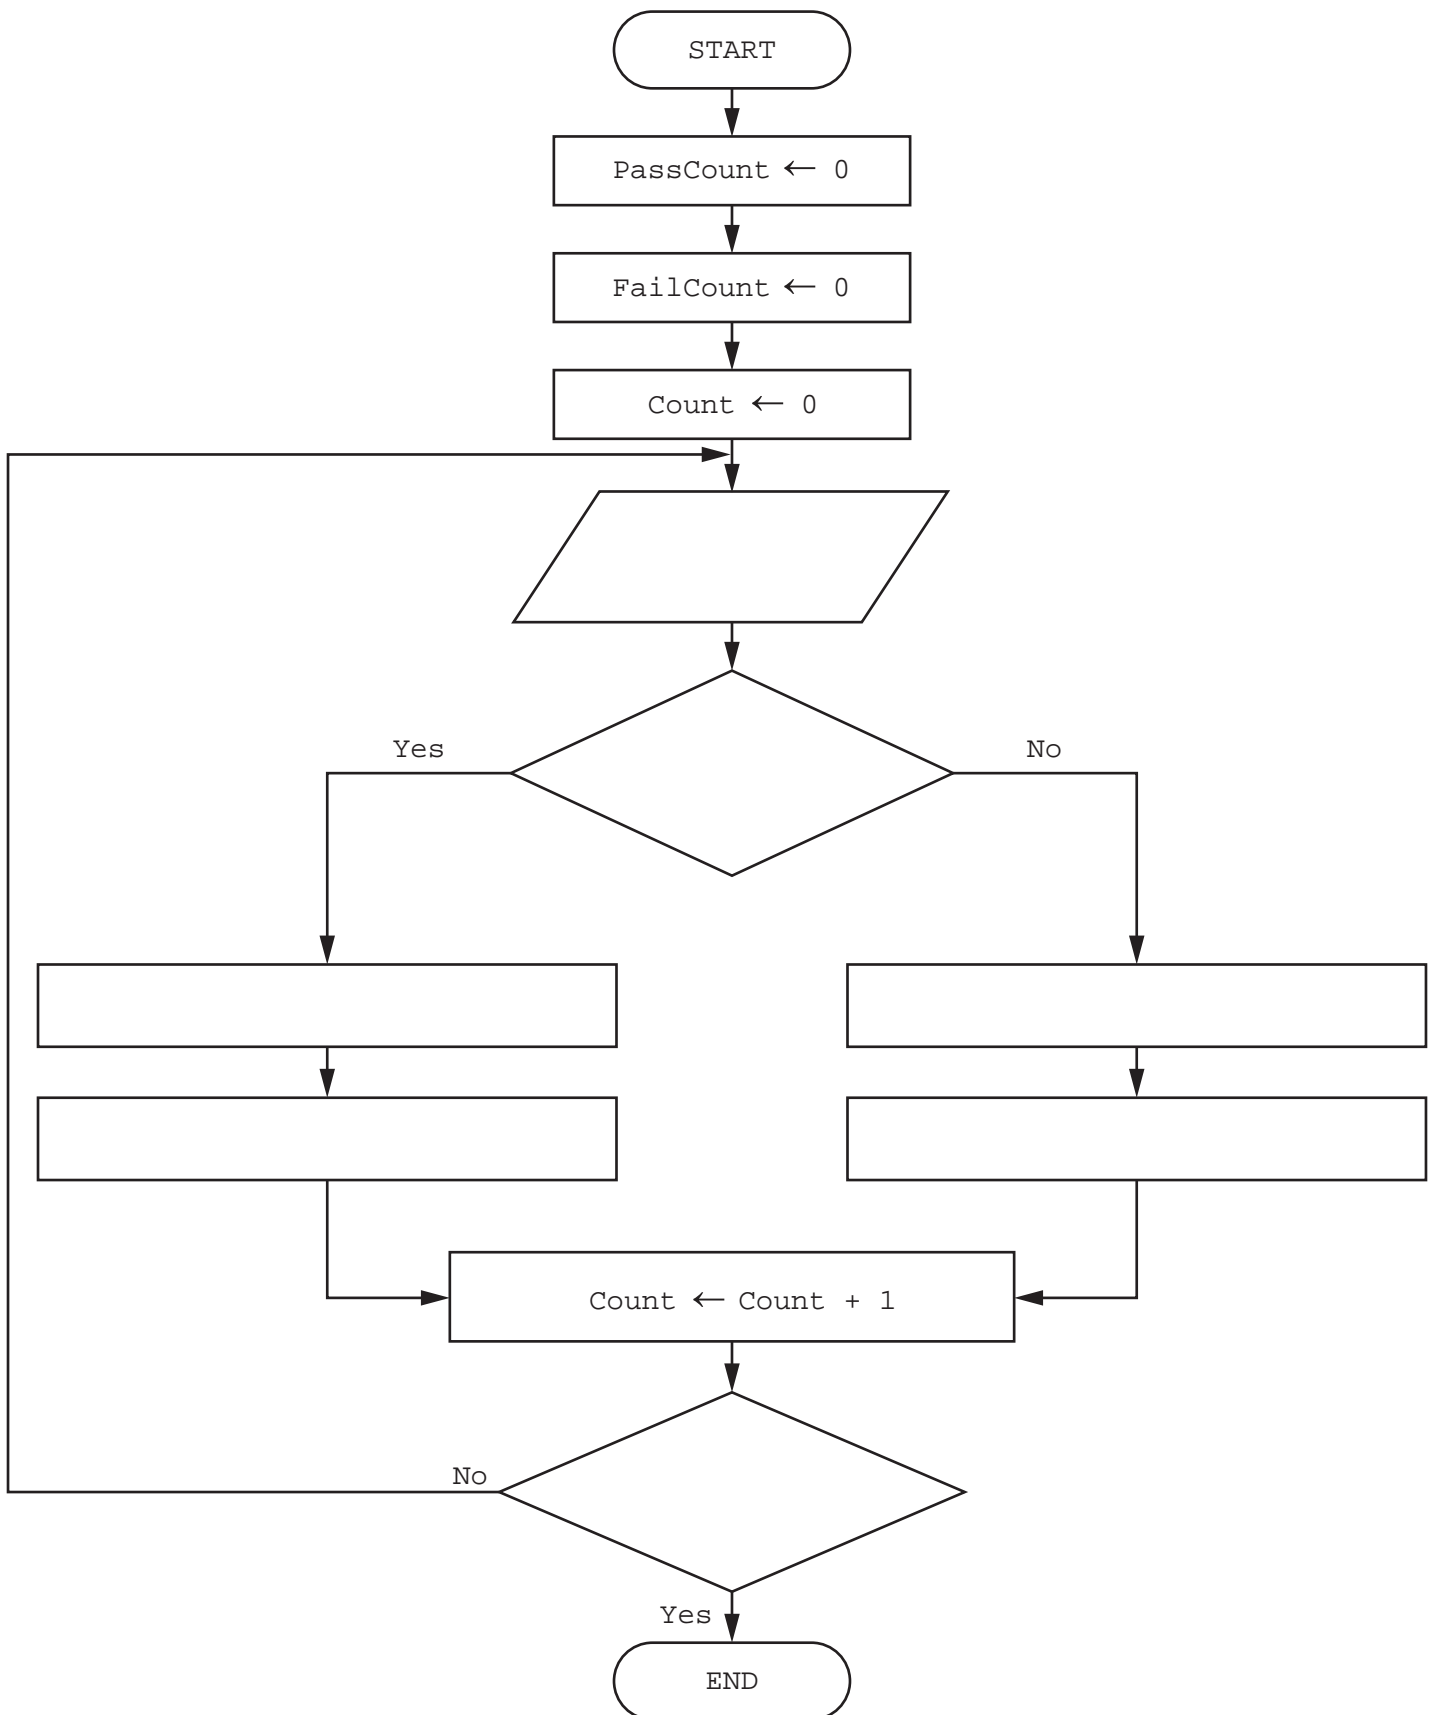 START
PassCount ← 0
FailCount ← 0
Count ← 0
Yes
No
Count ← Count + 1
No
Yes
END